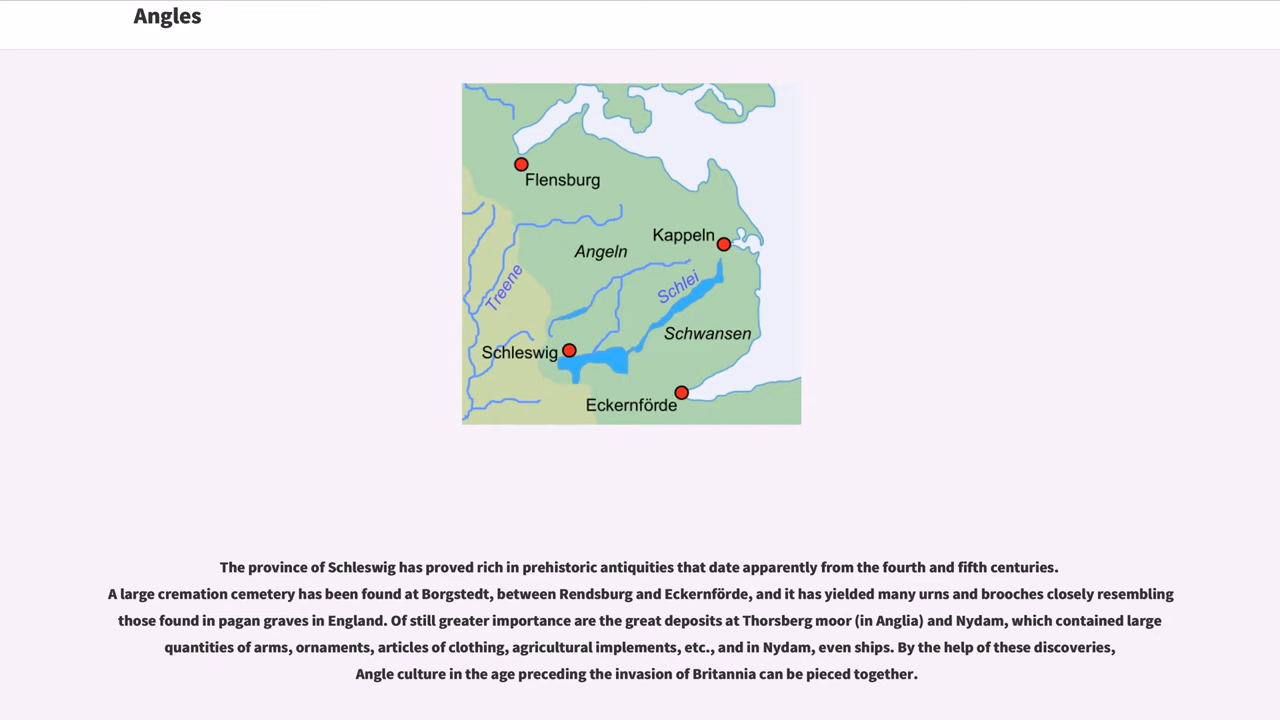 Angles
Flensburg
Kappeln
Angeln
Treene
Schlei
Schwansen
Schleswig
Eckernförde
The province of Schleswig has proved rich in prehistoric antiquities that date apparently from the fourth and fifth centuries.
A large cremation cemetery has been found at Borgstedt, between Rendsburg and Eckernförde, and it has yielded many urns and brooches closely resembling
those found in pagan graves in England. Of still greater importance are the great deposits at Thorsberg moor (in Anglia) and Nydam, which contained large
quantities of arms, ornaments, articles of clothing, agricultural implements, etc., and in Nydam, even ships. By the help of these discoveries,
Angle culture in the age preceding the invasion of Britannia can be pieced together.